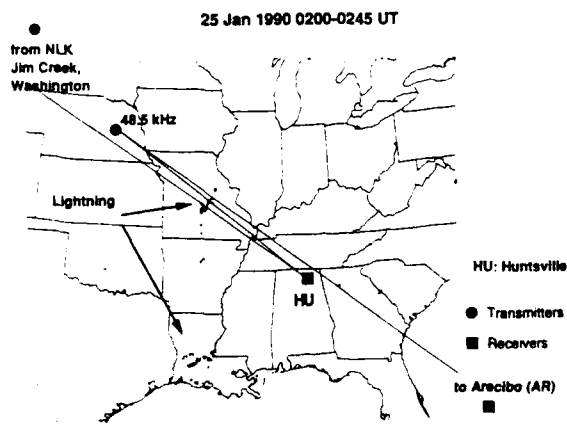 25 Jan 1990 0200-0245 UT
from NLK
Jim Creek,
Washington
48.5 kHz
Lightning
HU
HU: Huntsville
Transmitters
Receivers
to Arecibo (AR)